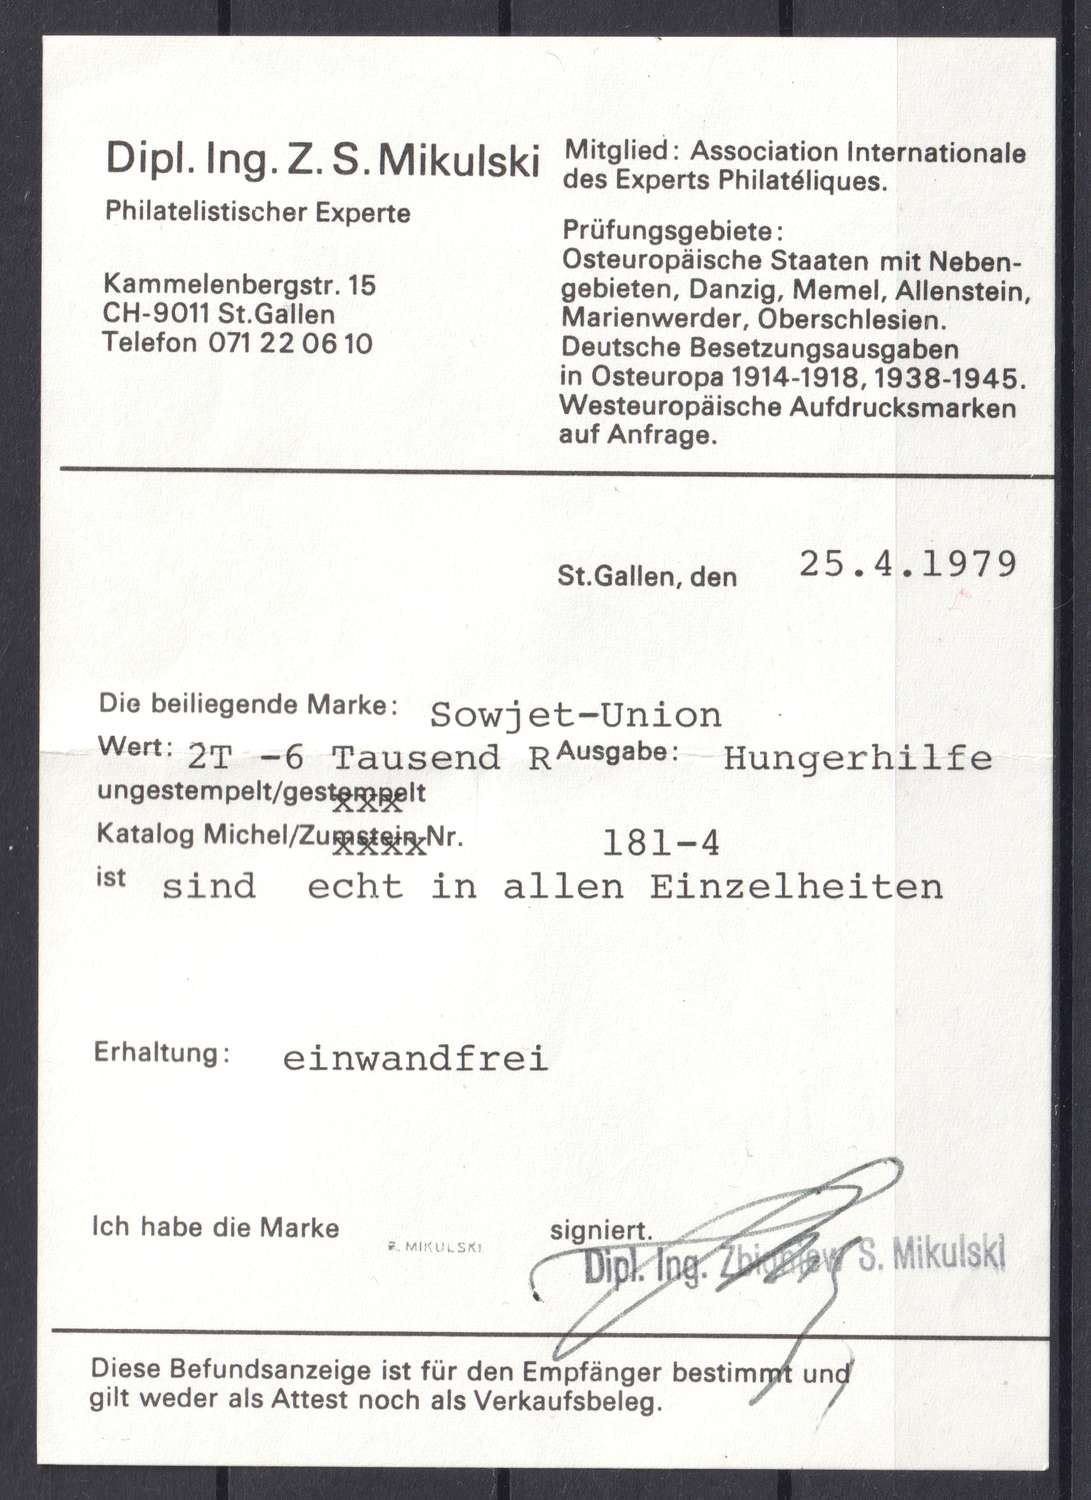 Dipl. Ing. Z. S. Mikulski
Philatelistischer Experte
Kammelenbergstr. 15
CH-9011 St.Gallen
Telefon 071 22 06 10
Mitglied: Association Internationale
des Experts Philatéliques.
Prüfungsgebiete:
Osteuropäische Staaten mit Neben-
gebieten, Danzig, Memel, Allenstein,
Marienwerder, Oberschlesien.
Deutsche Besetzungsausgaben
in Osteuropa 1914-1918, 1938-1945.
Westeuropäische Aufdrucksmarken
auf Anfrage.
St.Gallen, den 25.4.1979
Die beiliegende Marke: Sowjet-Union
Wert: 2T -6 Tausend R Ausgabe: Hungerhilfe
ungestempelt/gestempelt
Katalog Michel/Zumstein-Nr. 181-4
ist sind echt in allen Einzelheiten
Erhaltung: einwandfrei
Ich habe die Marke Z. MIKULSKI signiert.
Dipl. Ing. Zbigniew S. Mikulski
Diese Befundsanzeige ist für den Empfänger bestimmt und
gilt weder als Attest noch als Verkaufsbeleg.